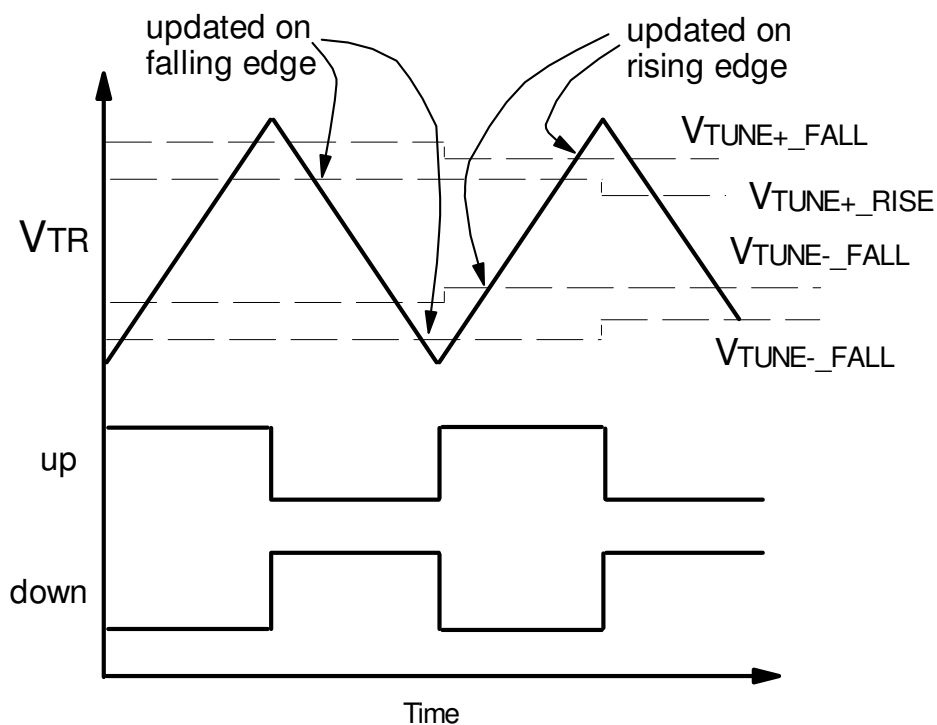 updated on
falling edge
updated on
rising edge
VTUNE+_FALL
VTUNE+_RISE
VTR
VTUNE-_FALL
VTUNE-_FALL
up
down
Time